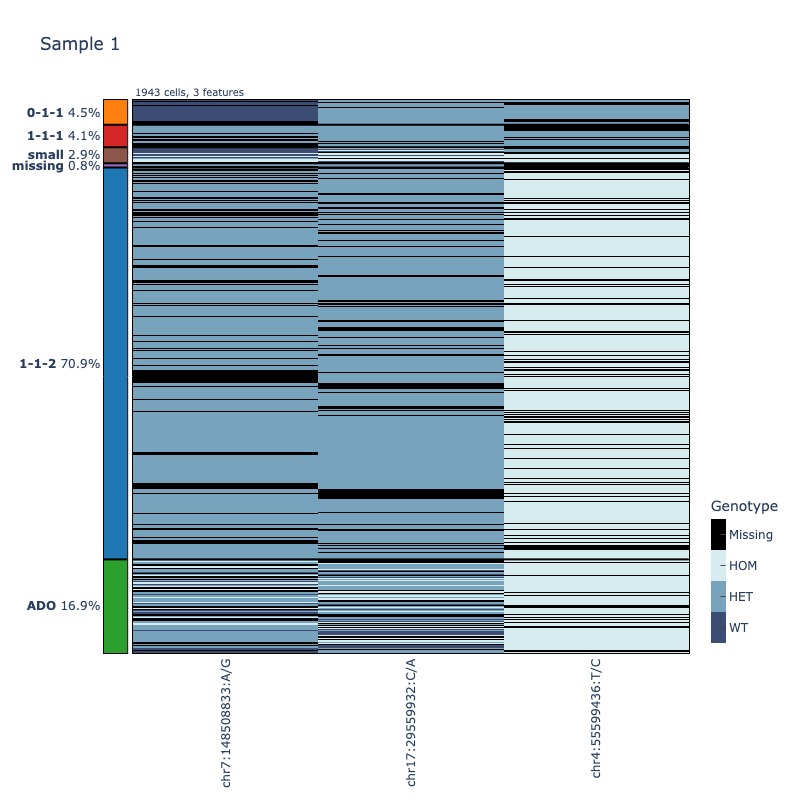 Sample 1
1943 cells, 3 features
0-1-1 4.5%
1-1-1 4.1%
small 2.9%
missing 0.8%
1-1-2 70.9%
ADO 16.9%
Genotype
Missing
HOM
HET
WT
chr7:148508833:A/G
chr17:29559932:C/A
chr4:55599436:T/C